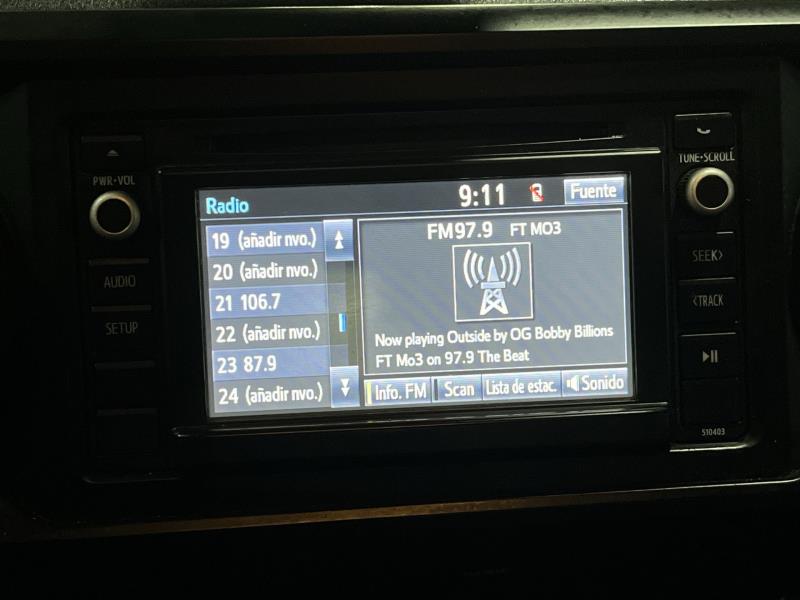 PWR•VOL
AUDIO
SETUP
Radio
9:11
Fuente
19 (añadir nvo.)
20 (añadir nvo.)
21 106.7
22 (añadir nvo.)
23 87.9
24 (añadir nvo.)
FM97.9 FT MO3
Now playing Outside by OG Bobby Billions
FT Mo3 on 97.9 The Beat
Info. FM
Scan
Lista de estac.
Sonido
TUNE•SCROLL
SEEK>
<TRACK
510403